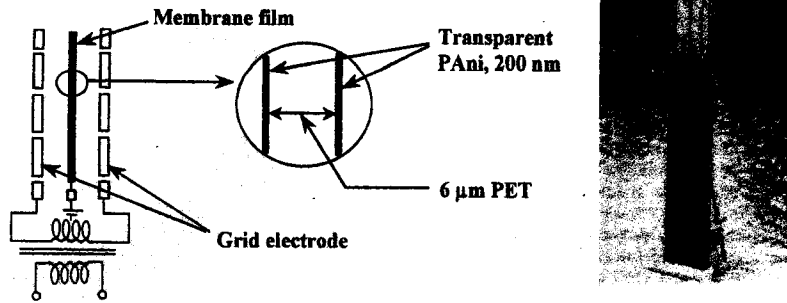 Membrane film
Transparent
PAni, 200 nm
6 μm PET
Grid electrode